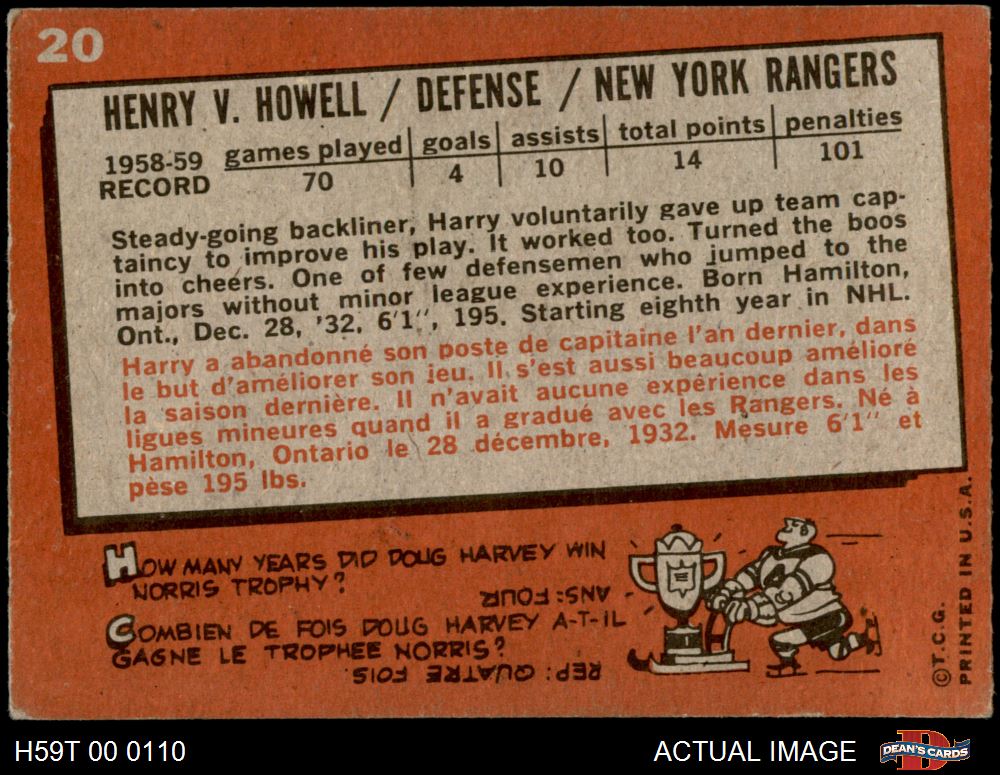 20
HENRY V. HOWELL / DEFENSE / NEW YORK RANGERS
1958-59 RECORD games played goals assists total points penalties
70 4 10 14 101
Steady-going backliner, Harry voluntarily gave up team cap-
taincy to improve his play. It worked too. Turned the boos
into cheers. One of few defensemen who jumped to the
majors without minor league experience. Born Hamilton,
Ont., Dec. 28, '32, 6'1", 195. Starting eighth year in NHL.
Harry a abandonné son poste de capitaine l'an dernier, dans
le but d'améliorer son jeu. Il s'est aussi beaucoup amélioré
la saison dernière. Il n'avait aucune expérience dans les
ligues mineures quand il a gradué avec les Rangers. Né à
Hamilton, Ontario le 28 décembre, 1932. Mesure 6'1" et
pèse 195 lbs.
HOW MANY YEARS DID DOUG HARVEY WIN
NORRIS TROPHY?
ANS: FOUR
COMBIEN DE FOIS DOUG HARVEY A-T-IL
GAGNE LE TROPHEE NORRIS?
REP: QUATRE FOIS.
©T.C.G. PRINTED IN U.S.A.
H59T 00 0110
ACTUAL IMAGE
DEAN'S CARDS